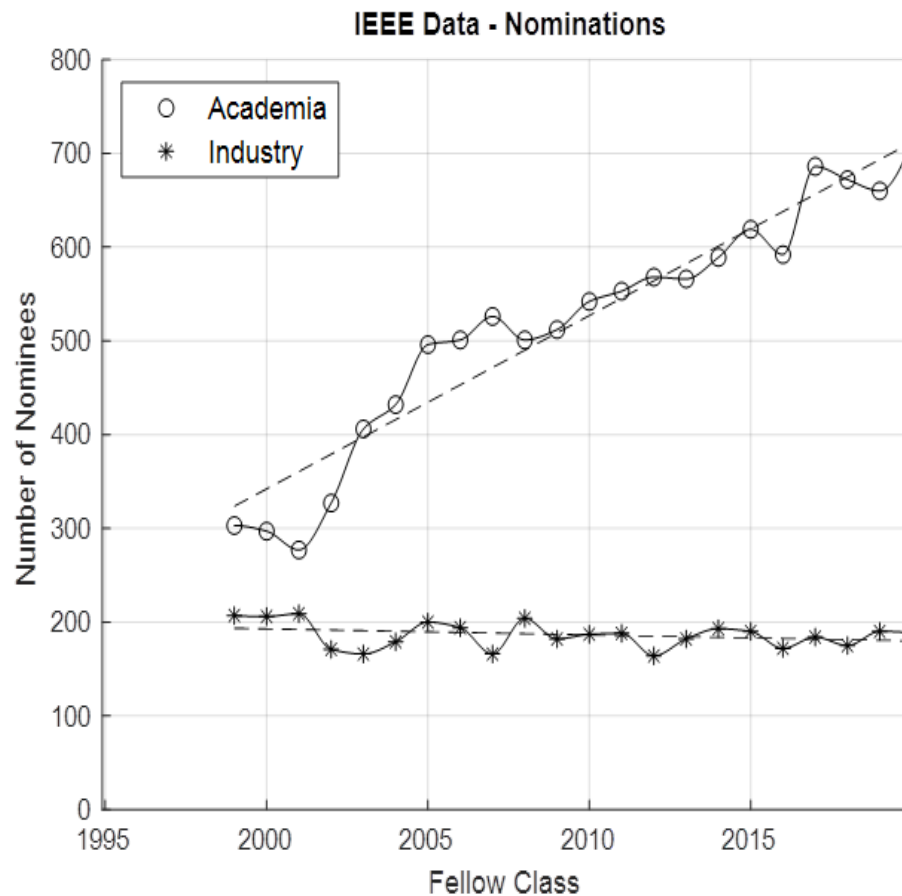 IEEE Data - Nominations
800
700
600
500
400
300
200
100
0
Academia
Industry
Number of Nominees
1995
2000
2005
2010
2015
Fellow Class